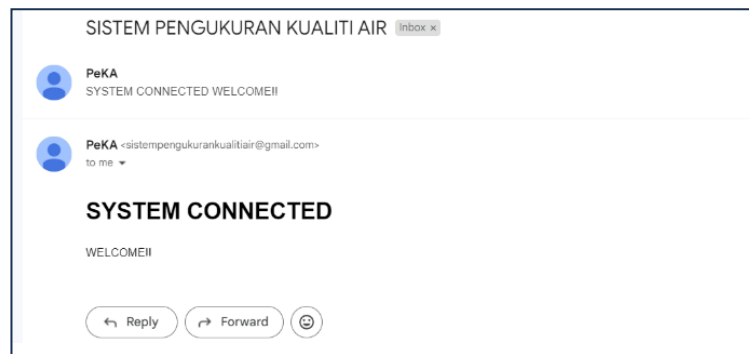 SISTEM PENGUKURAN KUALITI AIR Inbox ×
PeKA
SYSTEM CONNECTED WELCOME!!
PeKA <sistempengukurankualitiair@gmail.com>
to me
SYSTEM CONNECTED
WELCOME!!
Reply Forward